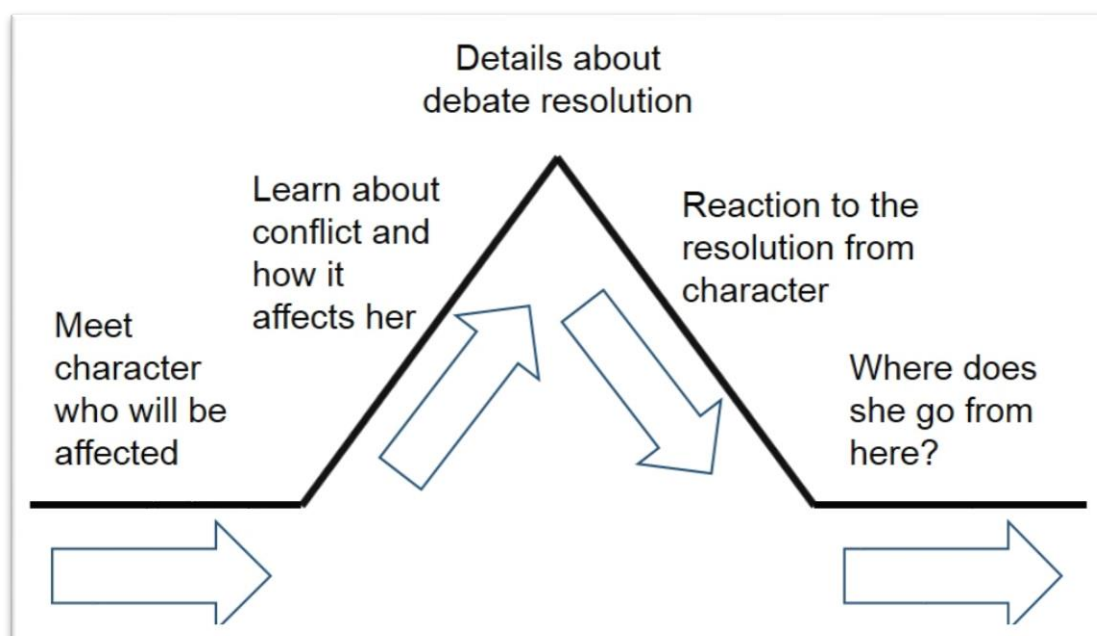 Details about
debate resolution
Learn about
conflict and
how it
affects her
Reaction to the
resolution from
character
Meet
character
who will be
affected
Where does
she go from
here?